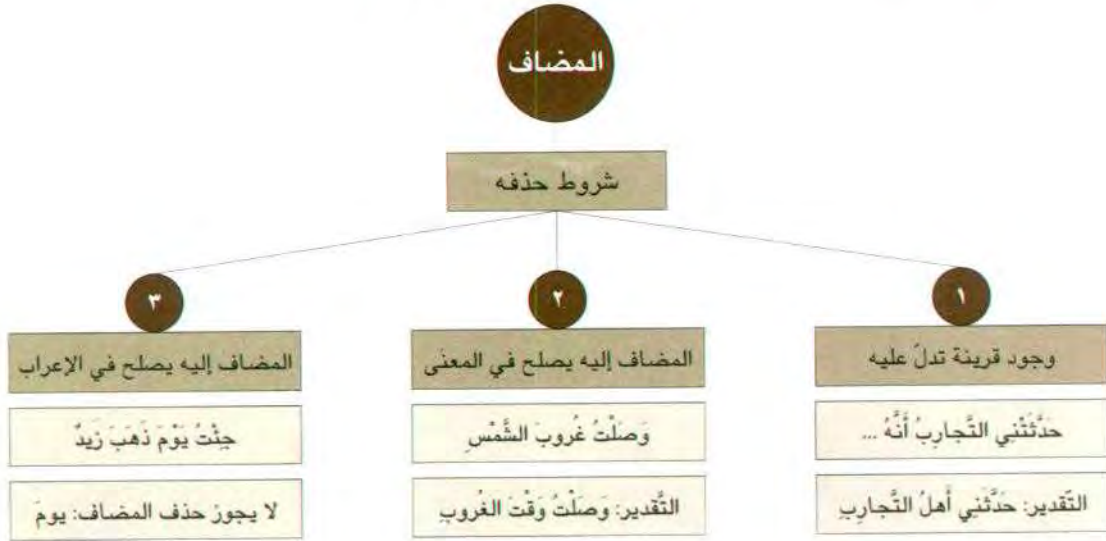 المضاف
شروط حذفه
١
وجود قرينة تدلّ عليه
حَدَّثَتْنِي التَّجارِبُ أَنَّهُ ...
التّقدير: حَدَّثَنِي أَهلُ التَّجارِبِ
٢
المضاف إليه يصلح في المعنى
وَصَلْتُ غُروبَ الشَّمْسِ
التَّقدير: وَصَلْتُ وَقْتَ الغُروبِ
٣
المضاف إليه يصلح في الإعراب
جِئْتُ يَوْمَ ذَهَبَ زَيدٌ
لا يجوز حذف المضاف: يومَ